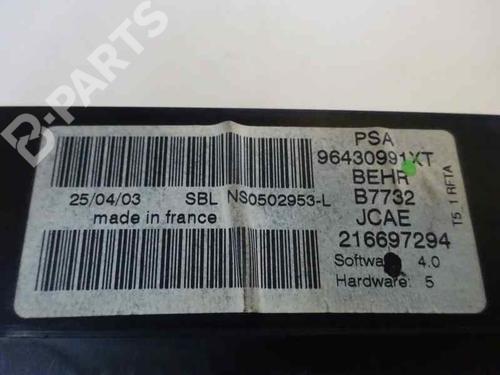 B-PARTS
PSA
96430991XT
BEHR
B7732
JCAE
216697294
Software: 4.0
Hardware: 5
T5_1 RFTA
25/04/03 SBL NS0502953-L
made in france